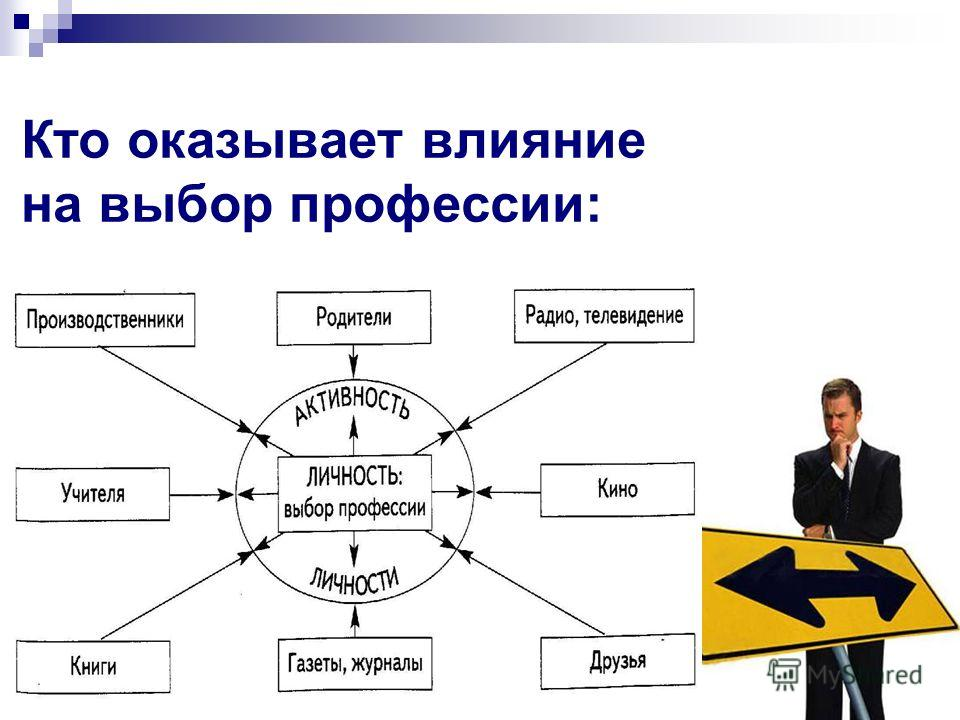 Кто оказывает влияние
на выбор профессии:
Производственники
Родители
Радио, телевидение
АКТИВНОСТЬ
Учителя
ЛИЧНОСТЬ:
выбор профессии
Кино
ЛИЧНОСТИ
Книги
Газеты, журналы
Друзья
MyShared